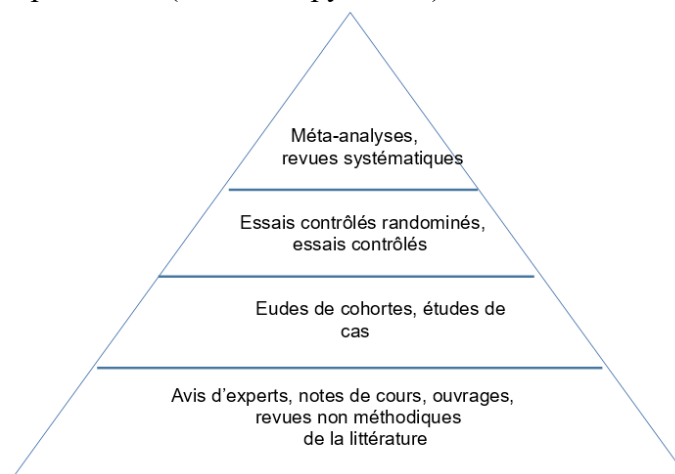 Méta-analyses,
revues systématiques
Essais contrôlés randominés,
essais contrôlés
Eudes de cohortes, études de
cas
Avis d'experts, notes de cours, ouvrages,
revues non méthodiques
de la littérature